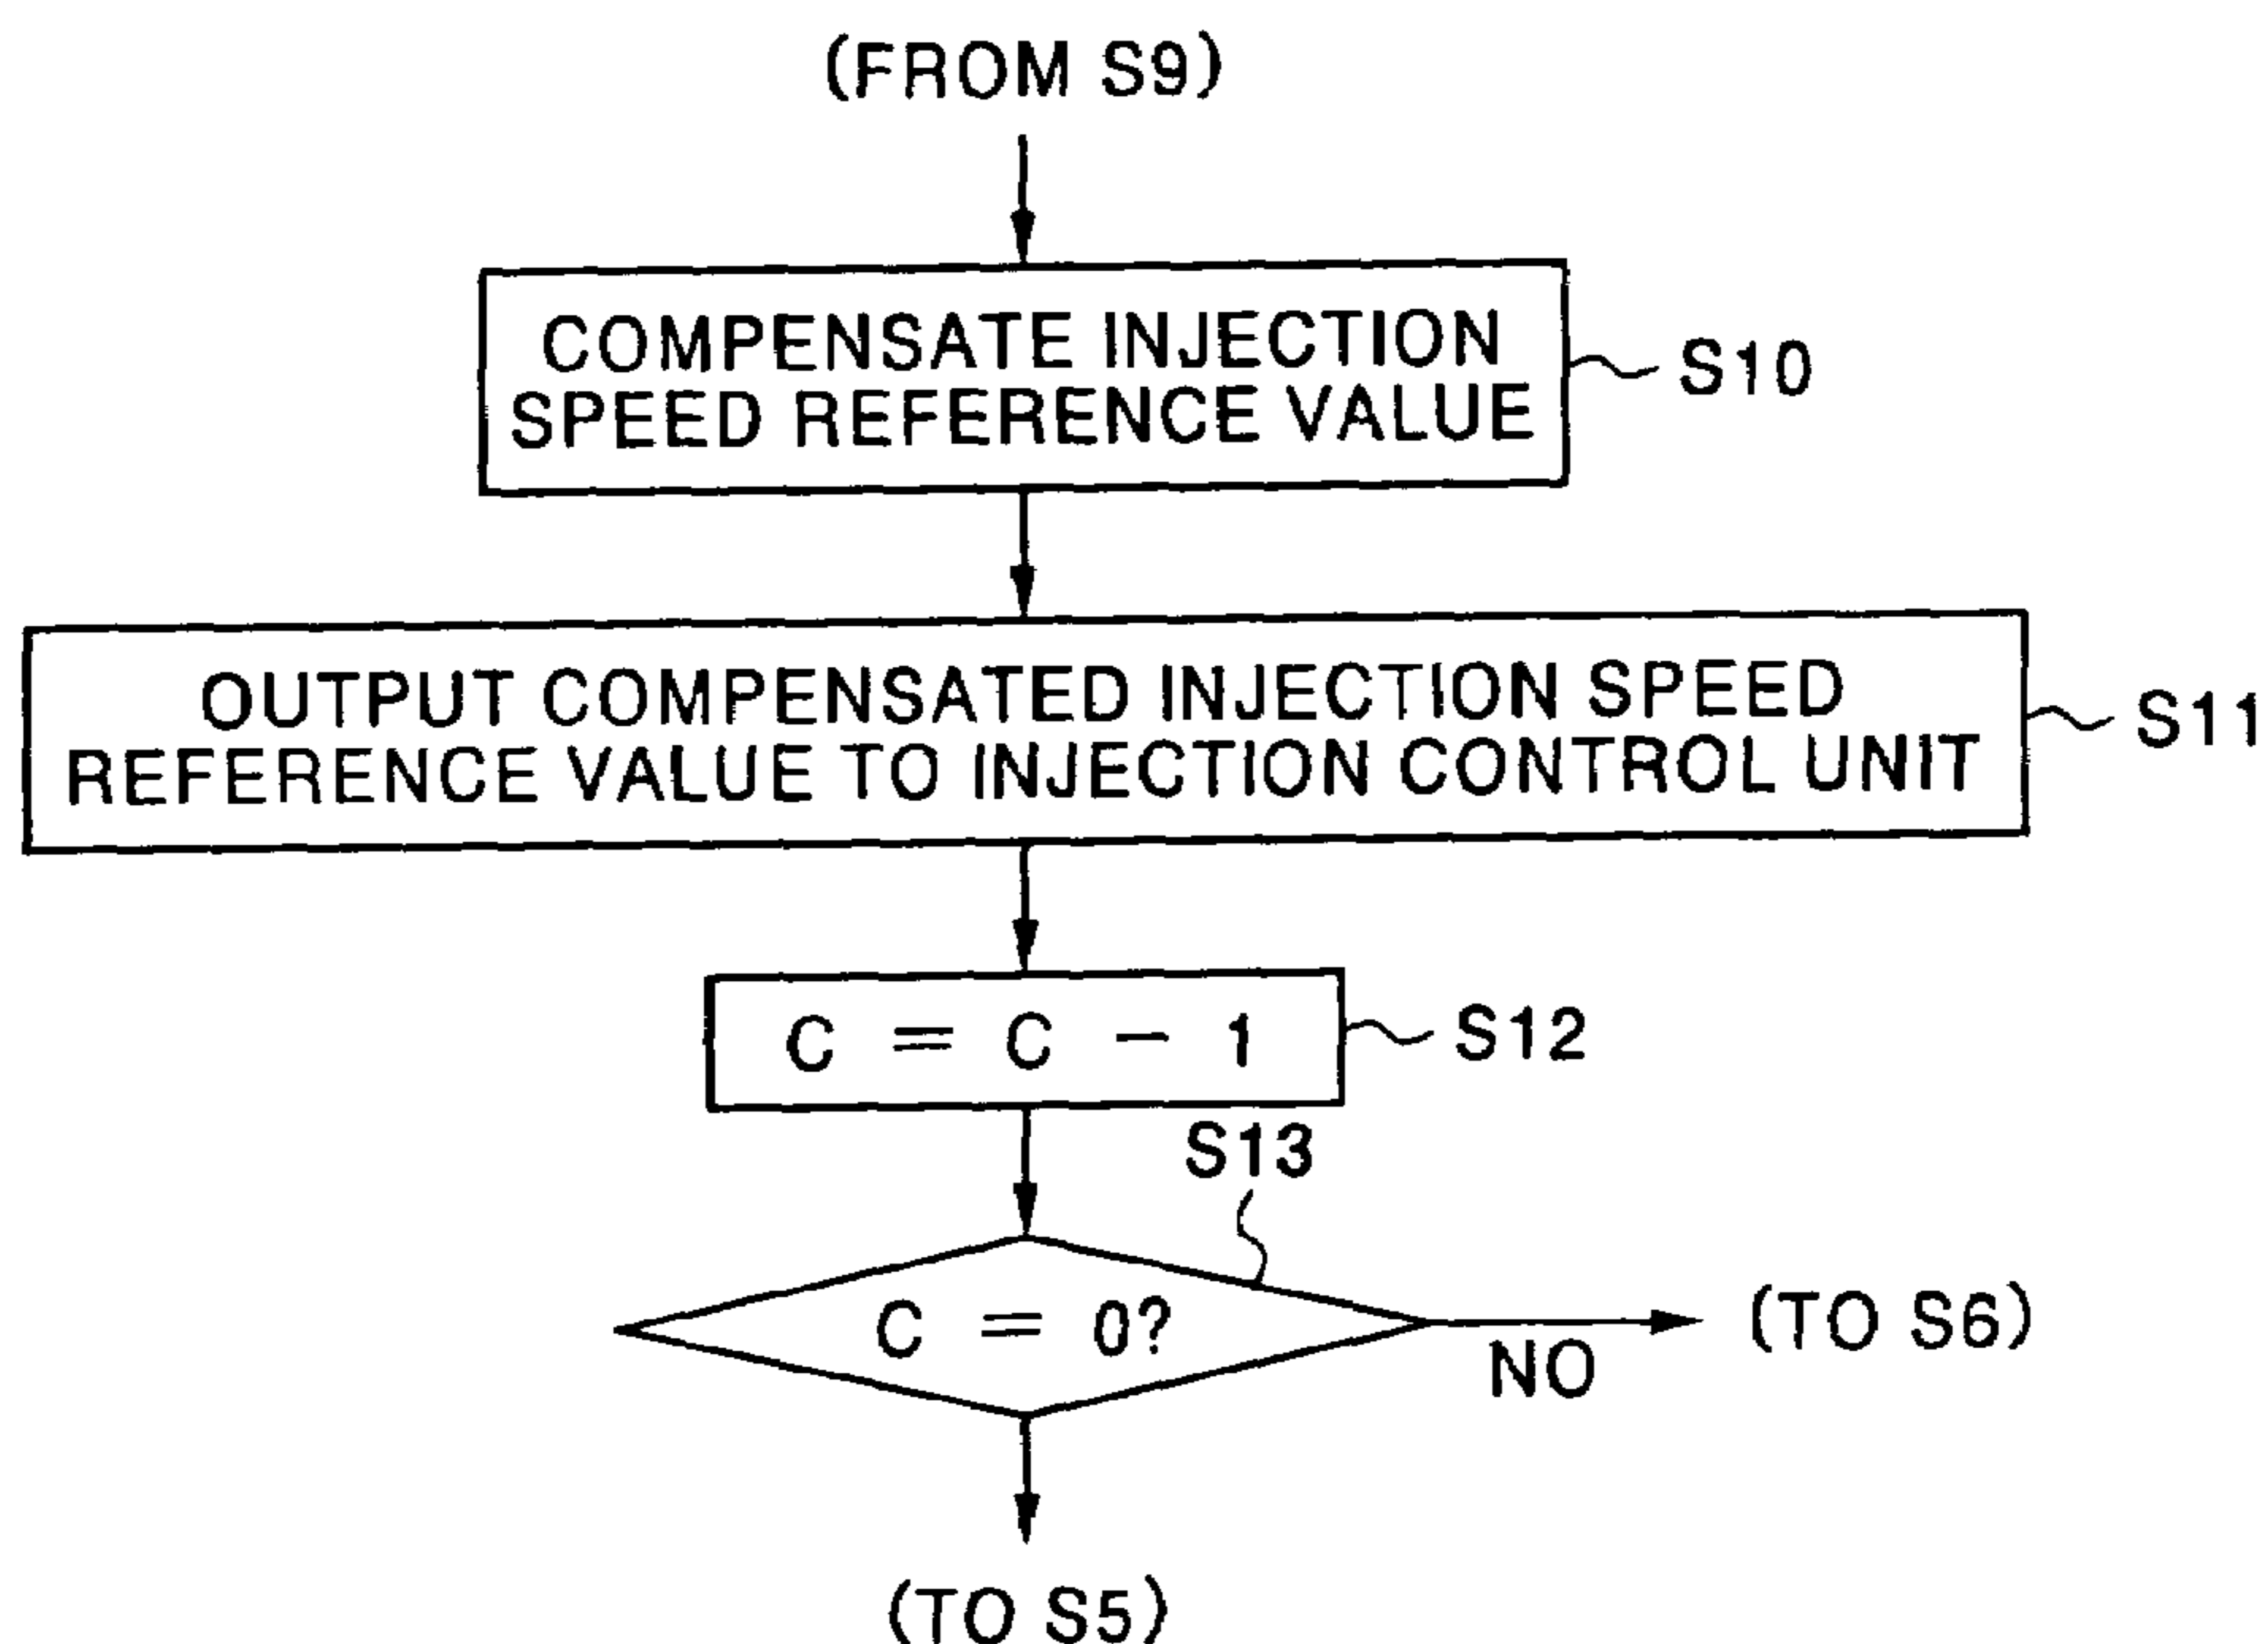 (FROM S9)
COMPENSATE INJECTION
SPEED REFERENCE VALUE
S10
OUTPUT COMPENSATED INJECTION SPEED
REFERENCE VALUE TO INJECTION CONTROL UNIT
S11
C = C - 1
S12
S13
C = 0?
NO
(TO S6)
(TO S5)